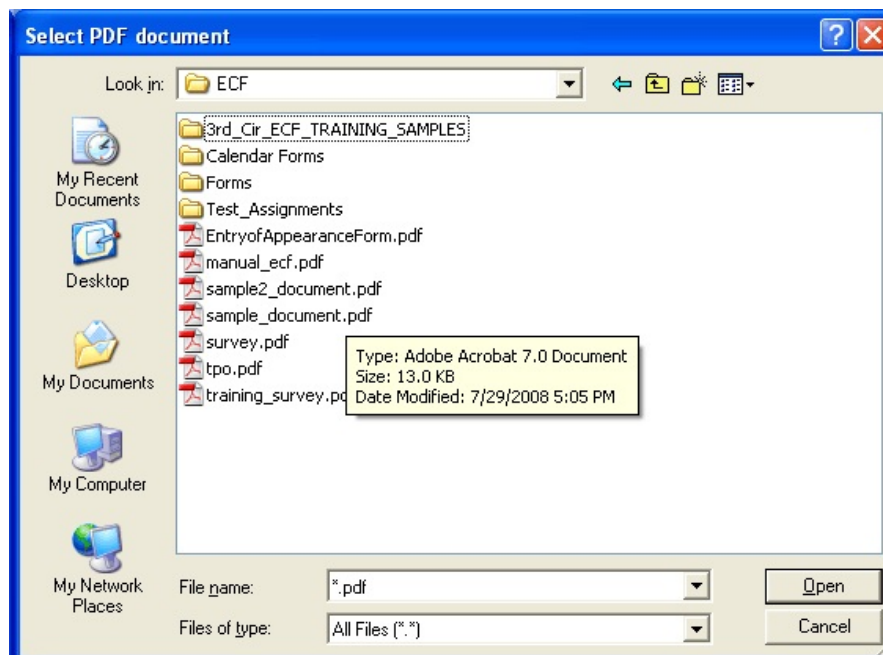 Select PDF document
Look in:
ECF
My Recent
Documents
Desktop
My Documents
My Computer
My Network
Places
3rd_Cir_ECF_TRAINING_SAMPLES
Calendar Forms
Forms
Test_Assignments
EntryofAppearanceForm.pdf
manual_ecf.pdf
sample2_document.pdf
sample_document.pdf
survey.pdf
tpo.pdf
training_survey.pd
Type: Adobe Acrobat 7.0 Document
Size: 13.0 KB
Date Modified: 7/29/2008 5:05 PM
File name:
*.pdf
Open
Files of type:
All Files (*.*)
Cancel